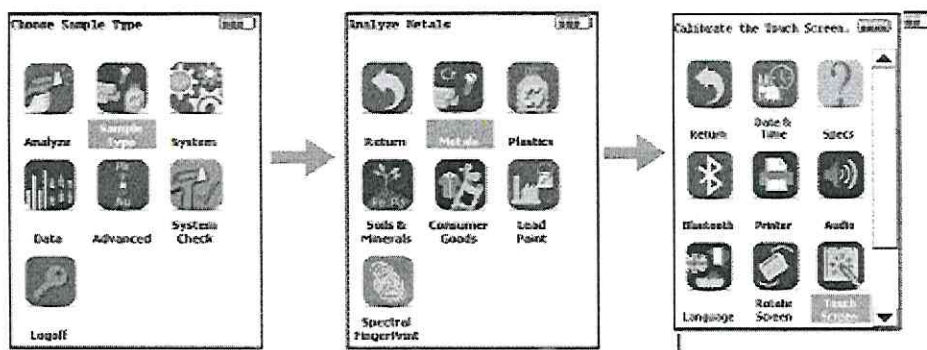 Choose Sample Type
Analyze
Sample
Type
System
Data
Advanced
System
Check
Logoff
Analyze Metals
Return
Metals
Plastics
Soils &
Minerals
Consumer
Goods
Lead
Paint
Spectral
FingerPrint
Calibrate the Touch Screen.
Return
Date &
Time
Specs
Bluetooth
Printer
Audio
Language
Rotate
Screen
Touch
Screen